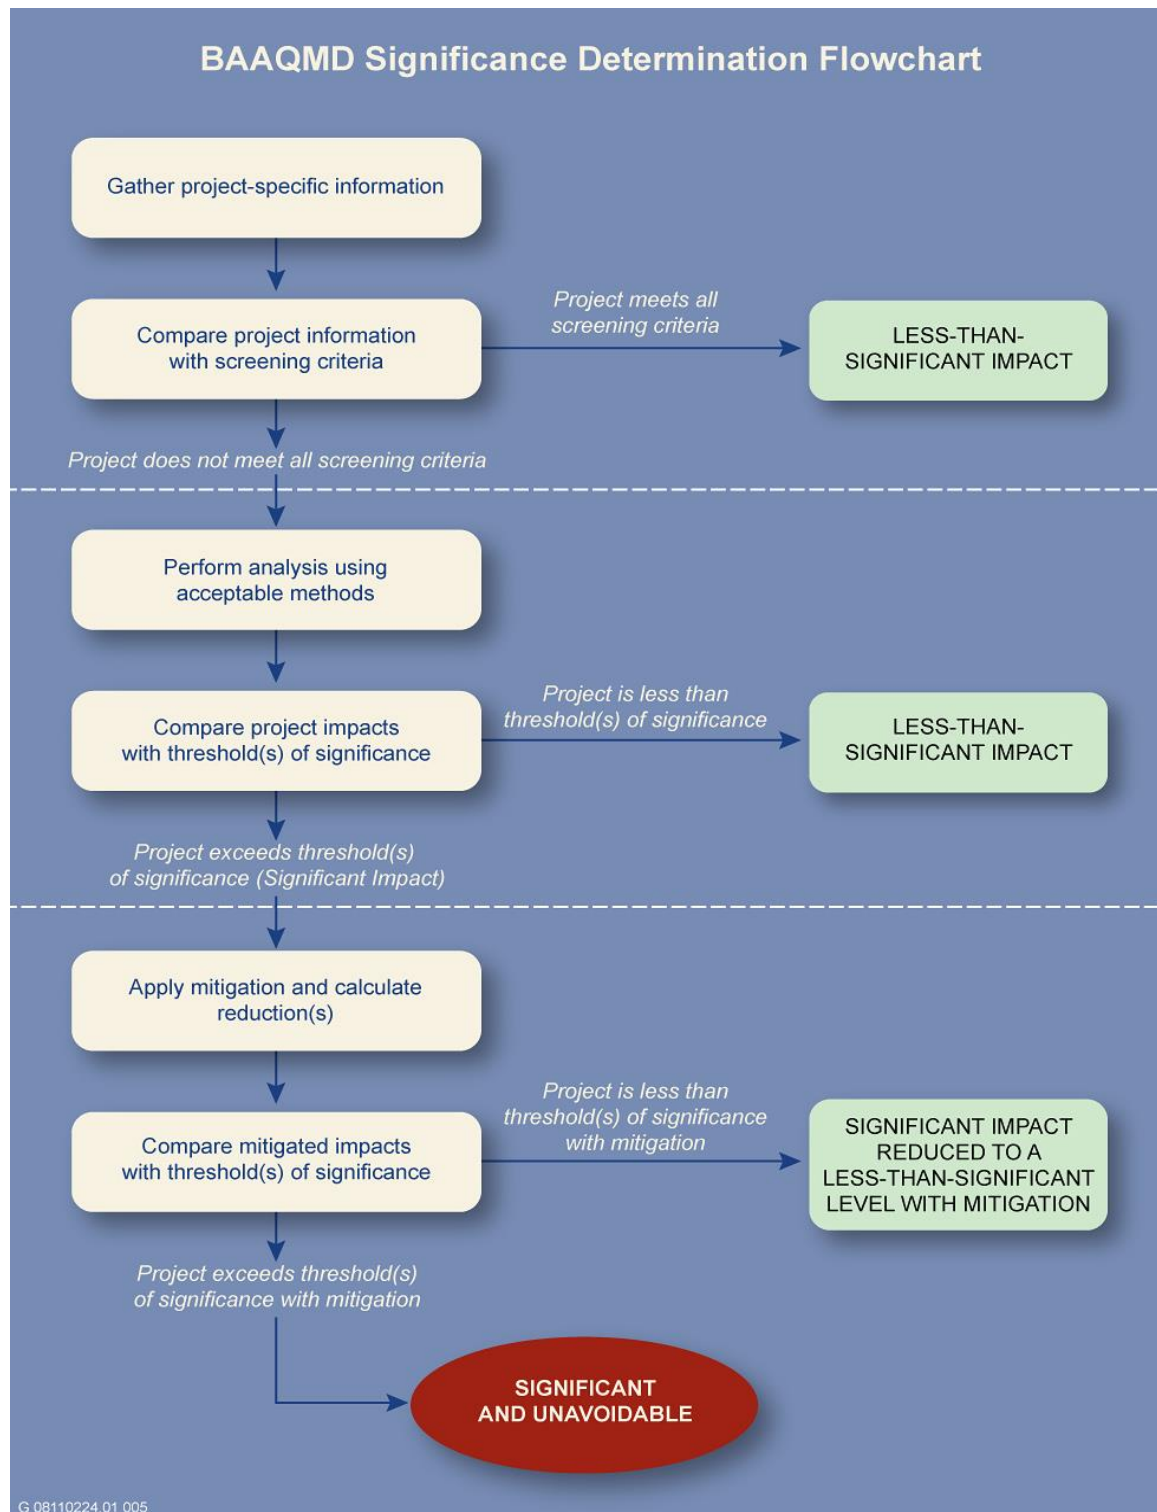 BAAQMD Significance Determination Flowchart
Gather project-specific information
Project meets all
screening criteria
Compare project information
with screening criteria
LESS-THAN-
SIGNIFICANT IMPACT
Project does not meet all screening criteria
Perform analysis using
acceptable methods
Project is less than
threshold(s) of significance
Compare project impacts
with threshold(s) of significance
LESS-THAN-
SIGNIFICANT IMPACT
Project exceeds threshold(s)
of significance (Significant Impact)
Apply mitigation and calculate
reduction(s)
Project is less than
threshold(s) of significance
with mitigation
Compare mitigated impacts
with threshold(s) of significance
SIGNIFICANT IMPACT
REDUCED TO A
LESS-THAN-SIGNIFICANT
LEVEL WITH MITIGATION
Project exceeds threshold(s)
of significance with mitigation
SIGNIFICANT
AND UNAVOIDABLE
G 08110224.01 005